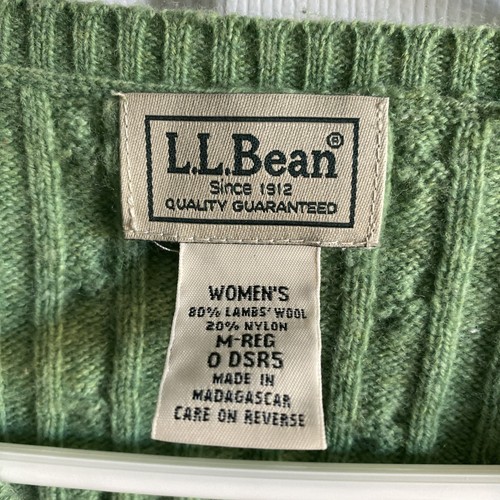 L.L.Bean®
Since 1912
QUALITY GUARANTEED
WOMEN'S
80% LAMBS' WOOL
20% NYLON
M-REG
0 DSR5
MADE IN
MADAGASCAR
CARE ON REVERSE